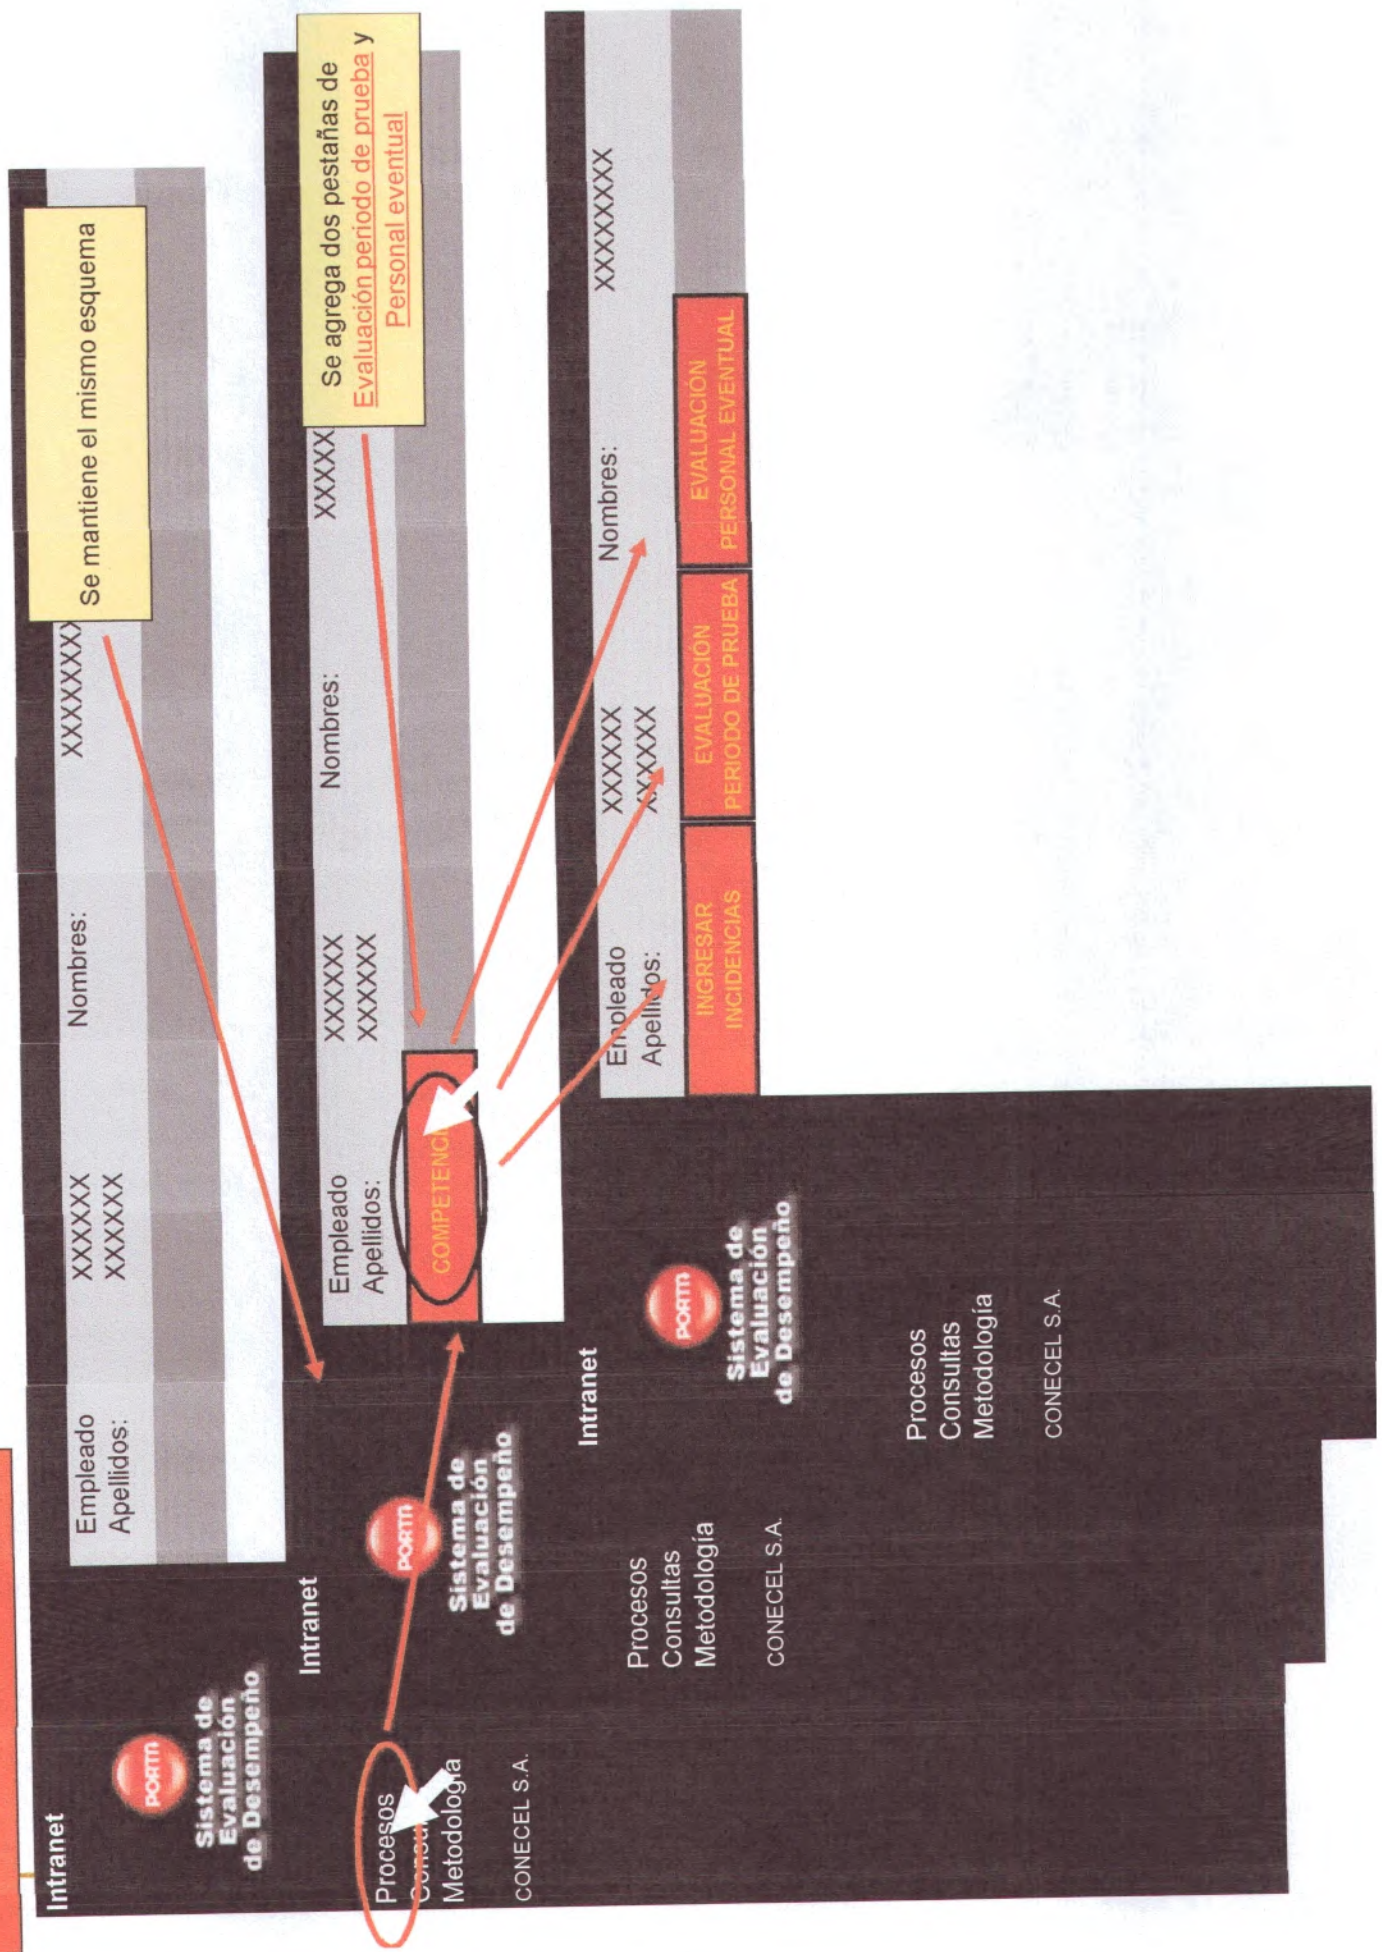 Intranet
PORTA
Sistema de
Evaluación
de Desempeño
Procesos
Metodología
CONECEL S.A.
Empleado XXXXXX Nombres: XXXXXXXX
Apellidos: XXXXXX
Se mantiene el mismo esquema
Intranet
PORTA
Sistema de
Evaluación
de Desempeño
Procesos
Consultas
Metodología
CONECEL S.A.
Empleado XXXXXX Nombres: XXXXX
Apellidos: XXXXXX
COMPETENC
Se agrega dos pestañas de
Evaluación periodo de prueba y
Personal eventual
Intranet
PORTA
Sistema de
Evaluación
de Desempeño
Procesos
Consultas
Metodología
CONECEL S.A.
Empleado XXXXXX Nombres: XXXXXXXX
Apellidos: XXXXXX
INGRESAR
INCIDENCIAS
EVALUACIÓN
PERIODO DE PRUEBA
EVALUACIÓN
PERSONAL EVENTUAL